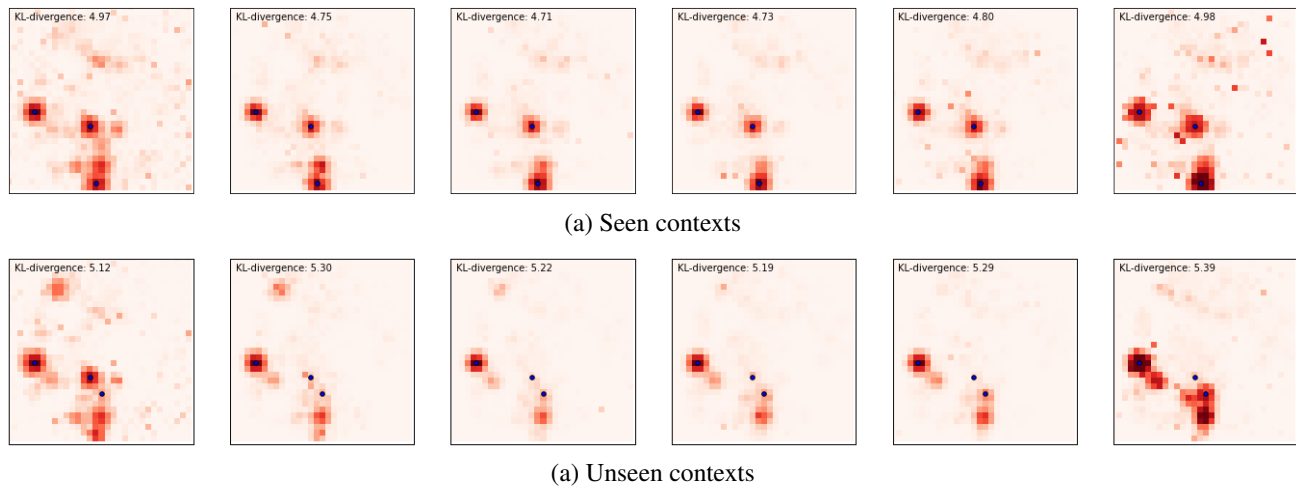 KL-divergence: 4.97
KL-divergence: 4.75
KL-divergence: 4.71
KL-divergence: 4.73
KL-divergence: 4.80
KL-divergence: 4.98
(a) Seen contexts
KL-divergence: 5.12
KL-divergence: 5.30
KL-divergence: 5.22
KL-divergence: 5.19
KL-divergence: 5.29
KL-divergence: 5.39
(a) Unseen contexts